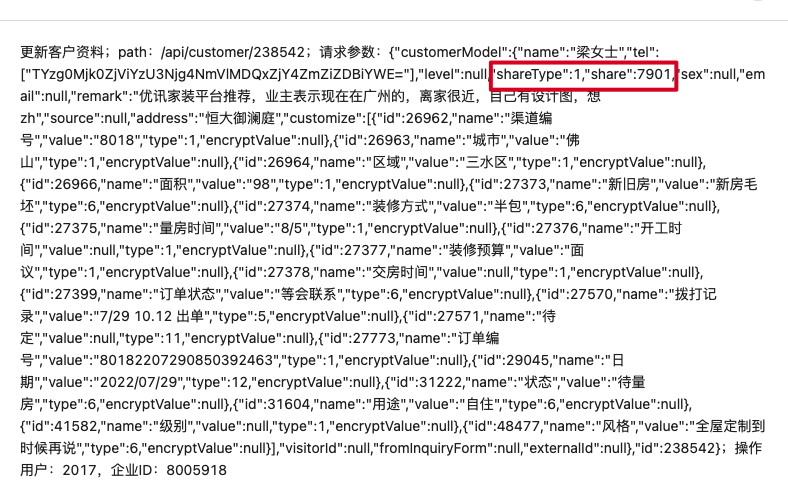 更新客户资料；path：/api/customer/238542；请求参数：{"customerModel":{"name":"梁女士","tel":
["TYzg0Mjk0ZjViYzU3Njg4NmVlMDQxZjY4ZmZiZDBiYWE="],"level":null,"shareType":1,"share":7901,"sex":null,"em
ail":null,"remark":"优讯家装平台推荐，业主表示现在在广州的，离家很近，自己有设计图，想
zh","source":null,"address":"恒大御澜庭","customize":[{"id":26962,"name":"渠道编
号","value":"8018","type":1,"encryptValue":null},{"id":26963,"name":"城市","value":"佛
山","type":1,"encryptValue":null},{"id":26964,"name":"区域","value":"三水区","type":1,"encryptValue":null},
{"id":26966,"name":"面积","value":"98","type":1,"encryptValue":null},{"id":27373,"name":"新旧房","value":"新房毛
坯","type":6,"encryptValue":null},{"id":27374,"name":"装修方式","value":"半包","type":6,"encryptValue":null},
{"id":27375,"name":"量房时间","value":"8/5","type":1,"encryptValue":null},{"id":27376,"name":"开工时
间","value":null,"type":1,"encryptValue":null},{"id":27377,"name":"装修预算","value":"面
议","type":1,"encryptValue":null},{"id":27378,"name":"交房时间","value":null,"type":1,"encryptValue":null},
{"id":27399,"name":"订单状态","value":"等会联系","type":6,"encryptValue":null},{"id":27570,"name":"拨打记
录","value":"7/29 10.12 出单","type":5,"encryptValue":null},{"id":27571,"name":"待
定","value":null,"type":11,"encryptValue":null},{"id":27773,"name":"订单编
号","value":"80182207290850392463","type":1,"encryptValue":null},{"id":29045,"name":"日
期","value":"2022/07/29","type":12,"encryptValue":null},{"id":31222,"name":"状态","value":"待量
房","type":6,"encryptValue":null},{"id":31604,"name":"用途","value":"自住","type":6,"encryptValue":null},
{"id":41582,"name":"级别","value":null,"type":1,"encryptValue":null},{"id":48477,"name":"风格","value":"全屋定制到
时候再说","type":6,"encryptValue":null}],"visitorId":null,"fromInquiryForm":null,"externalId":null},"id":238542}；操作
用户：2017，企业ID：8005918